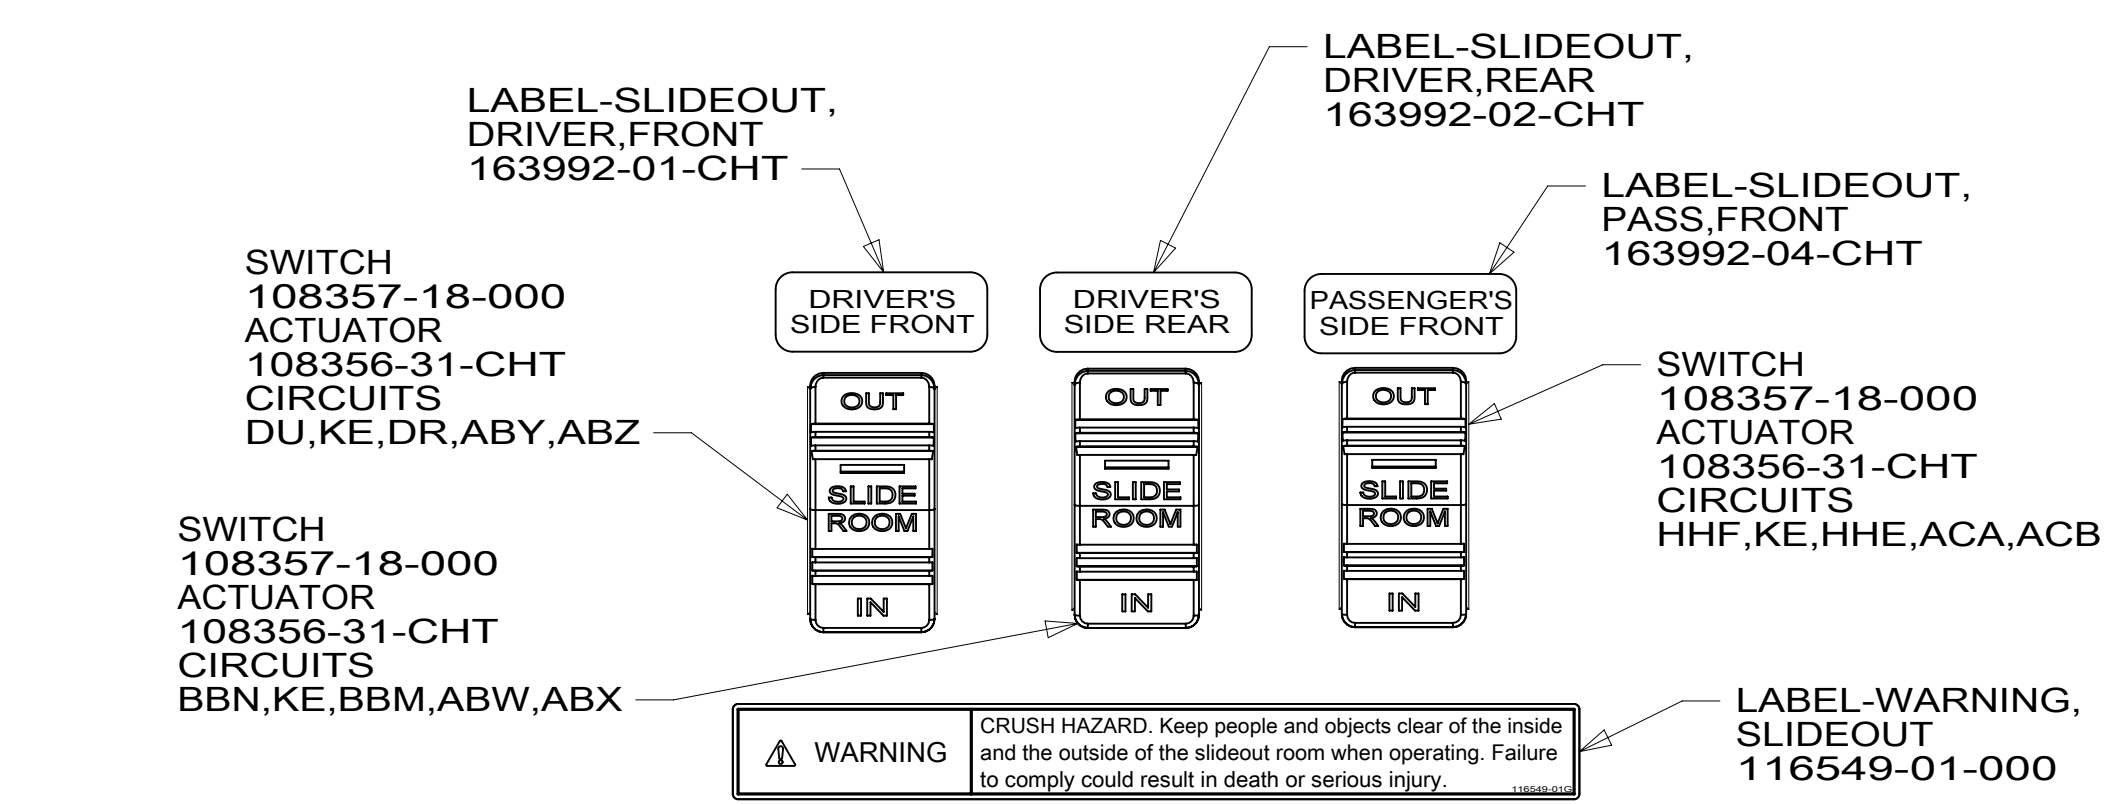 LABEL-SLIDEOUT,
DRIVER,FRONT
163992-01-CHT
LABEL-SLIDEOUT,
DRIVER,REAR
163992-02-CHT
LABEL-SLIDEOUT,
PASS,FRONT
163992-04-CHT
SWITCH
108357-18-000
ACTUATOR
108356-31-CHT
CIRCUITS
DU,KE,DR,ABY,ABZ
SWITCH
108357-18-000
ACTUATOR
108356-31-CHT
CIRCUITS
BBN,KE,BBM,ABW,ABX
DRIVER'S
SIDE FRONT
OUT
SLIDE
ROOM
IN
DRIVER'S
SIDE REAR
OUT
SLIDE
ROOM
IN
PASSENGER'S
SIDE FRONT
OUT
SLIDE
ROOM
IN
SWITCH
108357-18-000
ACTUATOR
108356-31-CHT
CIRCUITS
HHF,KE,HHE,ACA,ACB
WARNING
CRUSH HAZARD. Keep people and objects clear of the inside
and the outside of the slideout room when operating. Failure
to comply could result in death or serious injury.
116549-01G
LABEL-WARNING,
SLIDEOUT
116549-01-000